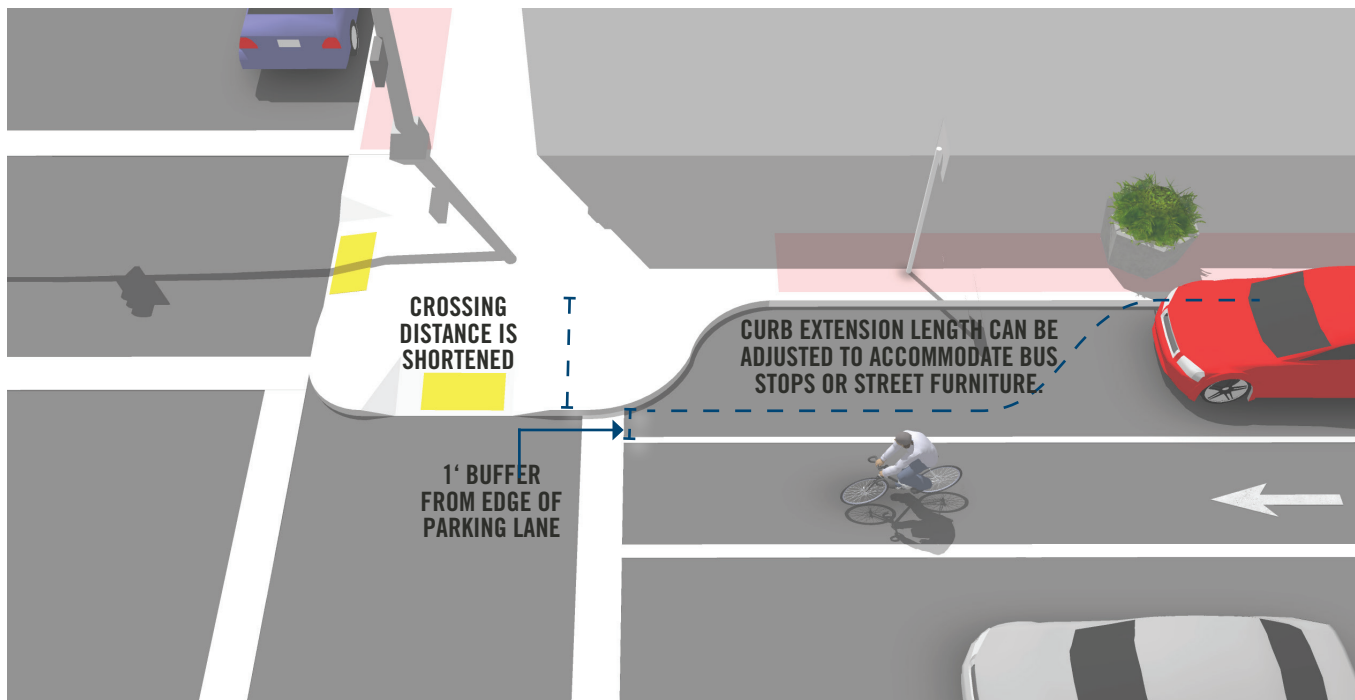 CROSSING
DISTANCE IS
SHORTENED
CURB EXTENSION LENGTH CAN BE
ADJUSTED TO ACCOMMODATE BUS
STOPS OR STREET FURNITURE.
1‘ BUFFER
FROM EDGE OF
PARKING LANE